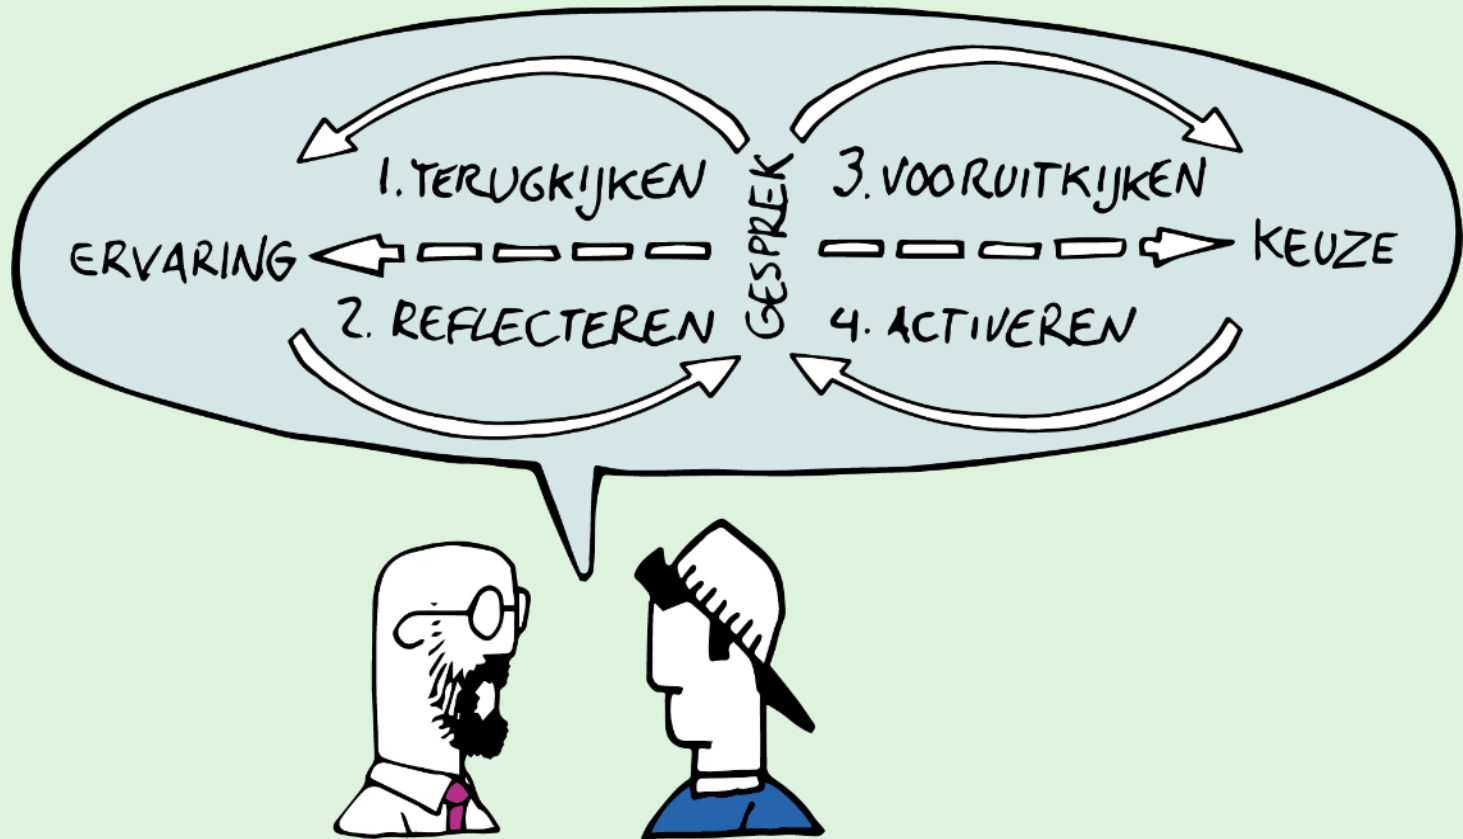 1. TERUGKIJKEN
3. VOORUITKIJKEN
ERVARING
GESPREK
KEUZE
2. REFLECTEREN
4. ACTIVEREN